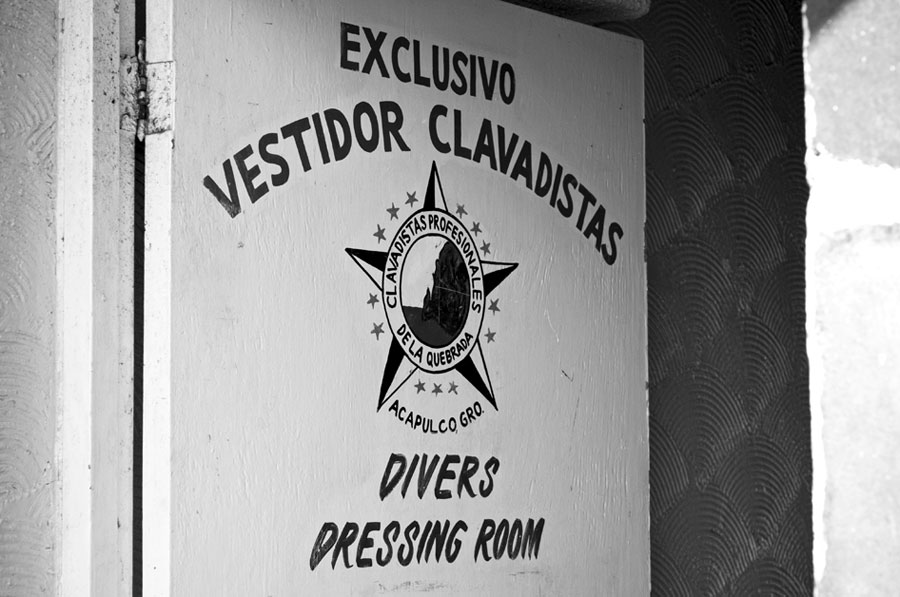 EXCLUSIVO
VESTIDOR CLAVADISTAS
CLAVADISTAS PROFESIONALES
DE LA QUEBRADA
ACAPULCO, GRO.
DIVERS
DRESSING ROOM